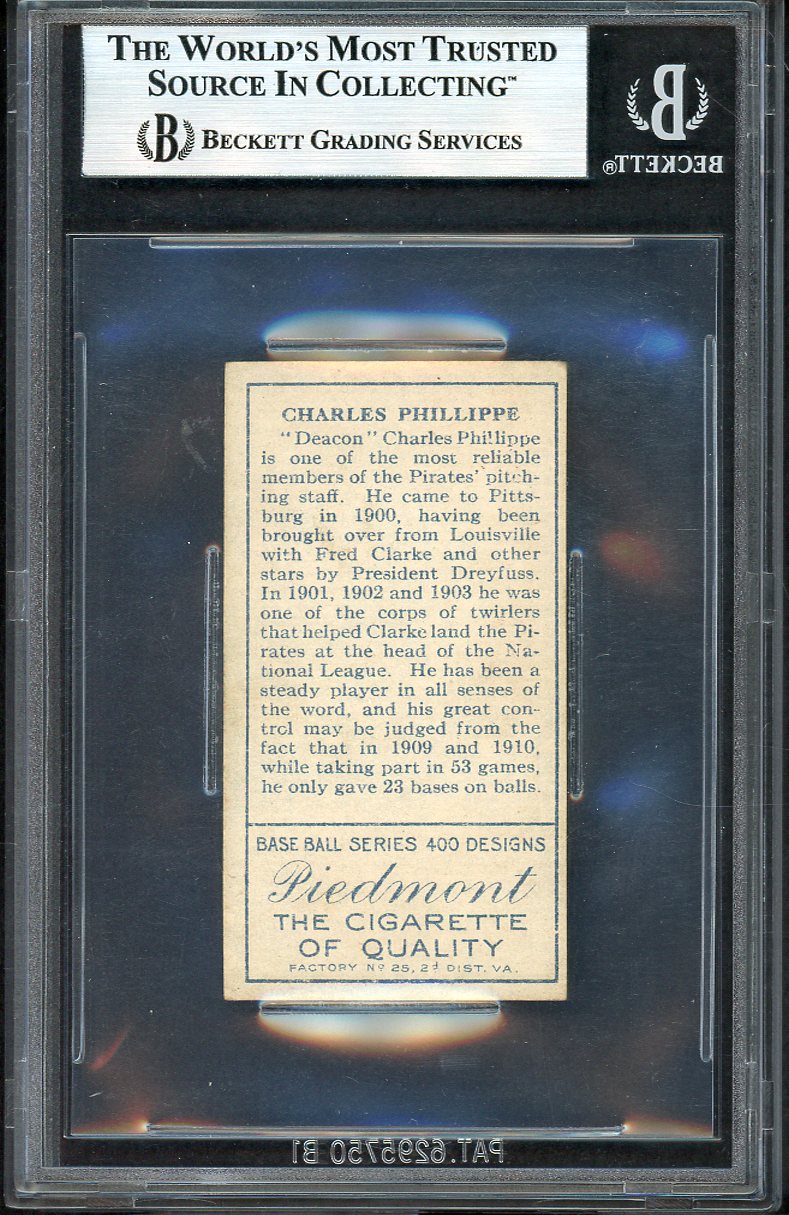 THE WORLD'S MOST TRUSTED
SOURCE IN COLLECTING™
B BECKETT GRADING SERVICES
B
BECKETT®
CHARLES PHILLIPPE
"Deacon" Charles Phillippe
is one of the most reliable
members of the Pirates' pitch-
ing staff. He came to Pitts-
burg in 1900, having been
brought over from Louisville
with Fred Clarke and other
stars by President Dreyfuss.
In 1901, 1902 and 1903 he was
one of the corps of twirlers
that helped Clarke land the Pi-
rates at the head of the Na-
tional League. He has been a
steady player in all senses of
the word, and his great con-
trol may be judged from the
fact that in 1909 and 1910,
while taking part in 53 games,
he only gave 23 bases on balls.
BASE BALL SERIES 400 DESIGNS
Piedmont
THE CIGARETTE
OF QUALITY
FACTORY Nº 25, 2d DIST. VA.
PAT. 6295750 B1